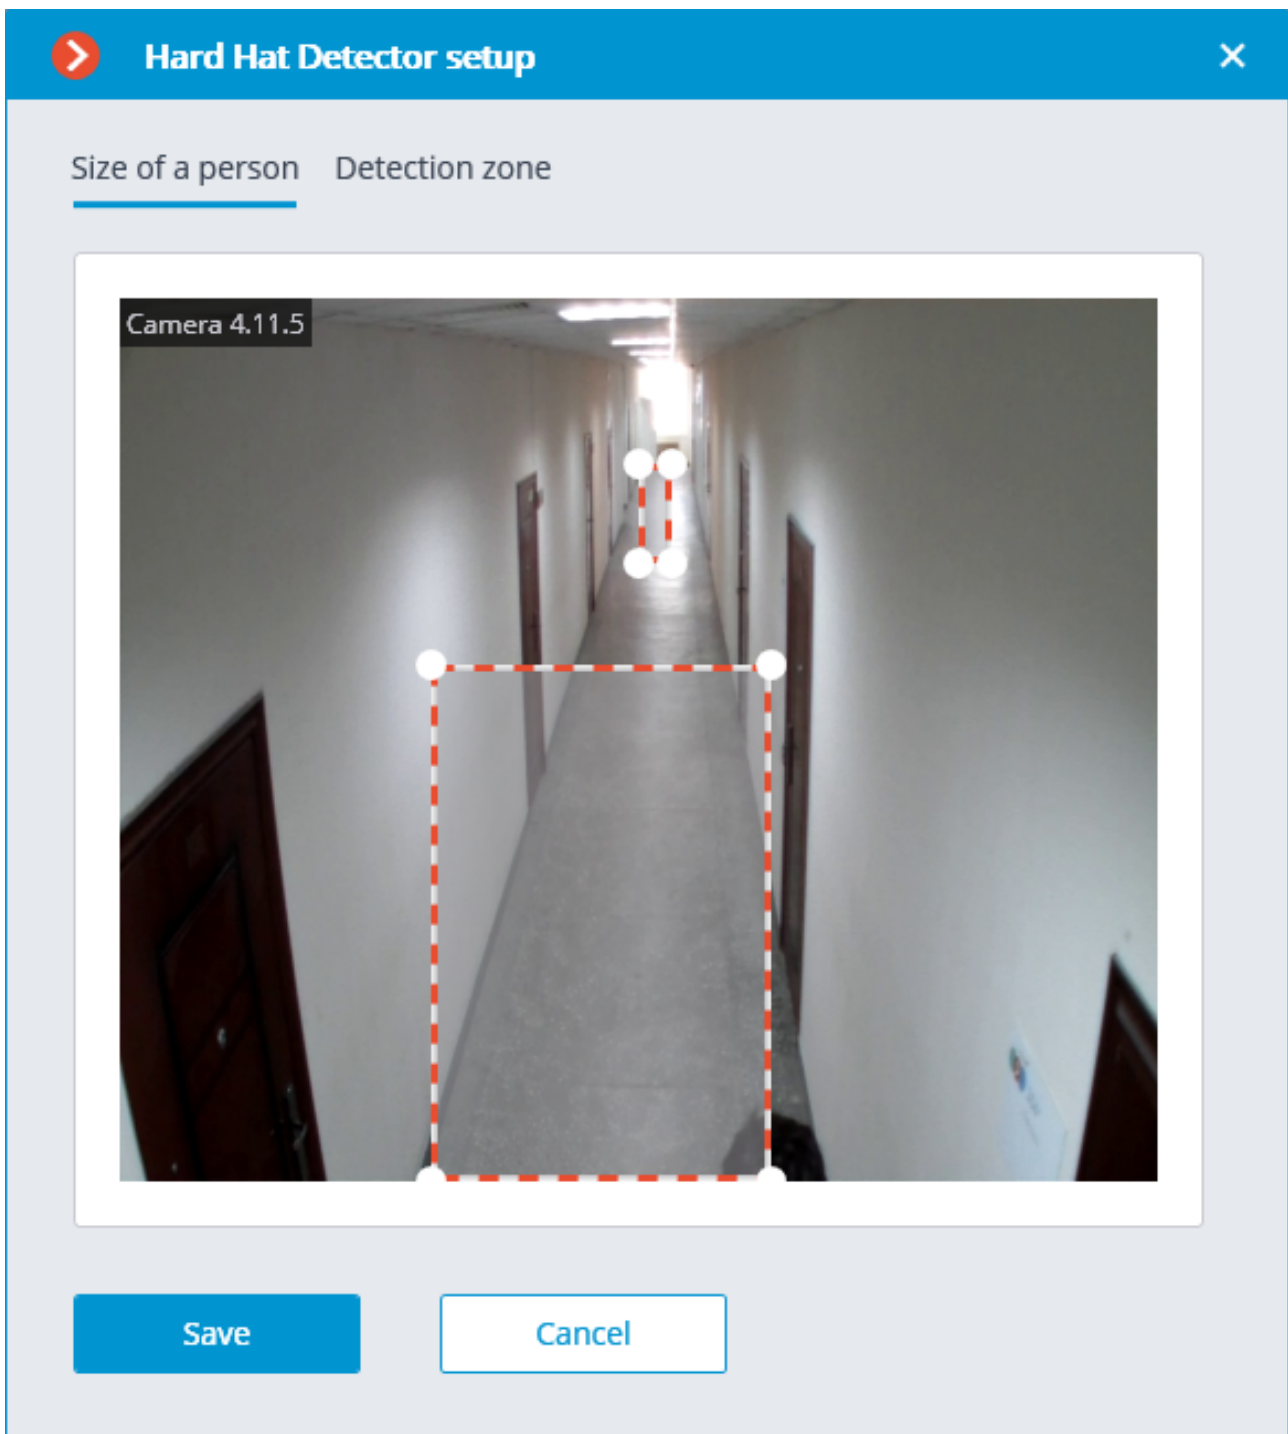 Hard Hat Detector setup
Size of a person Detection zone
Camera 4.11.5
Save Cancel